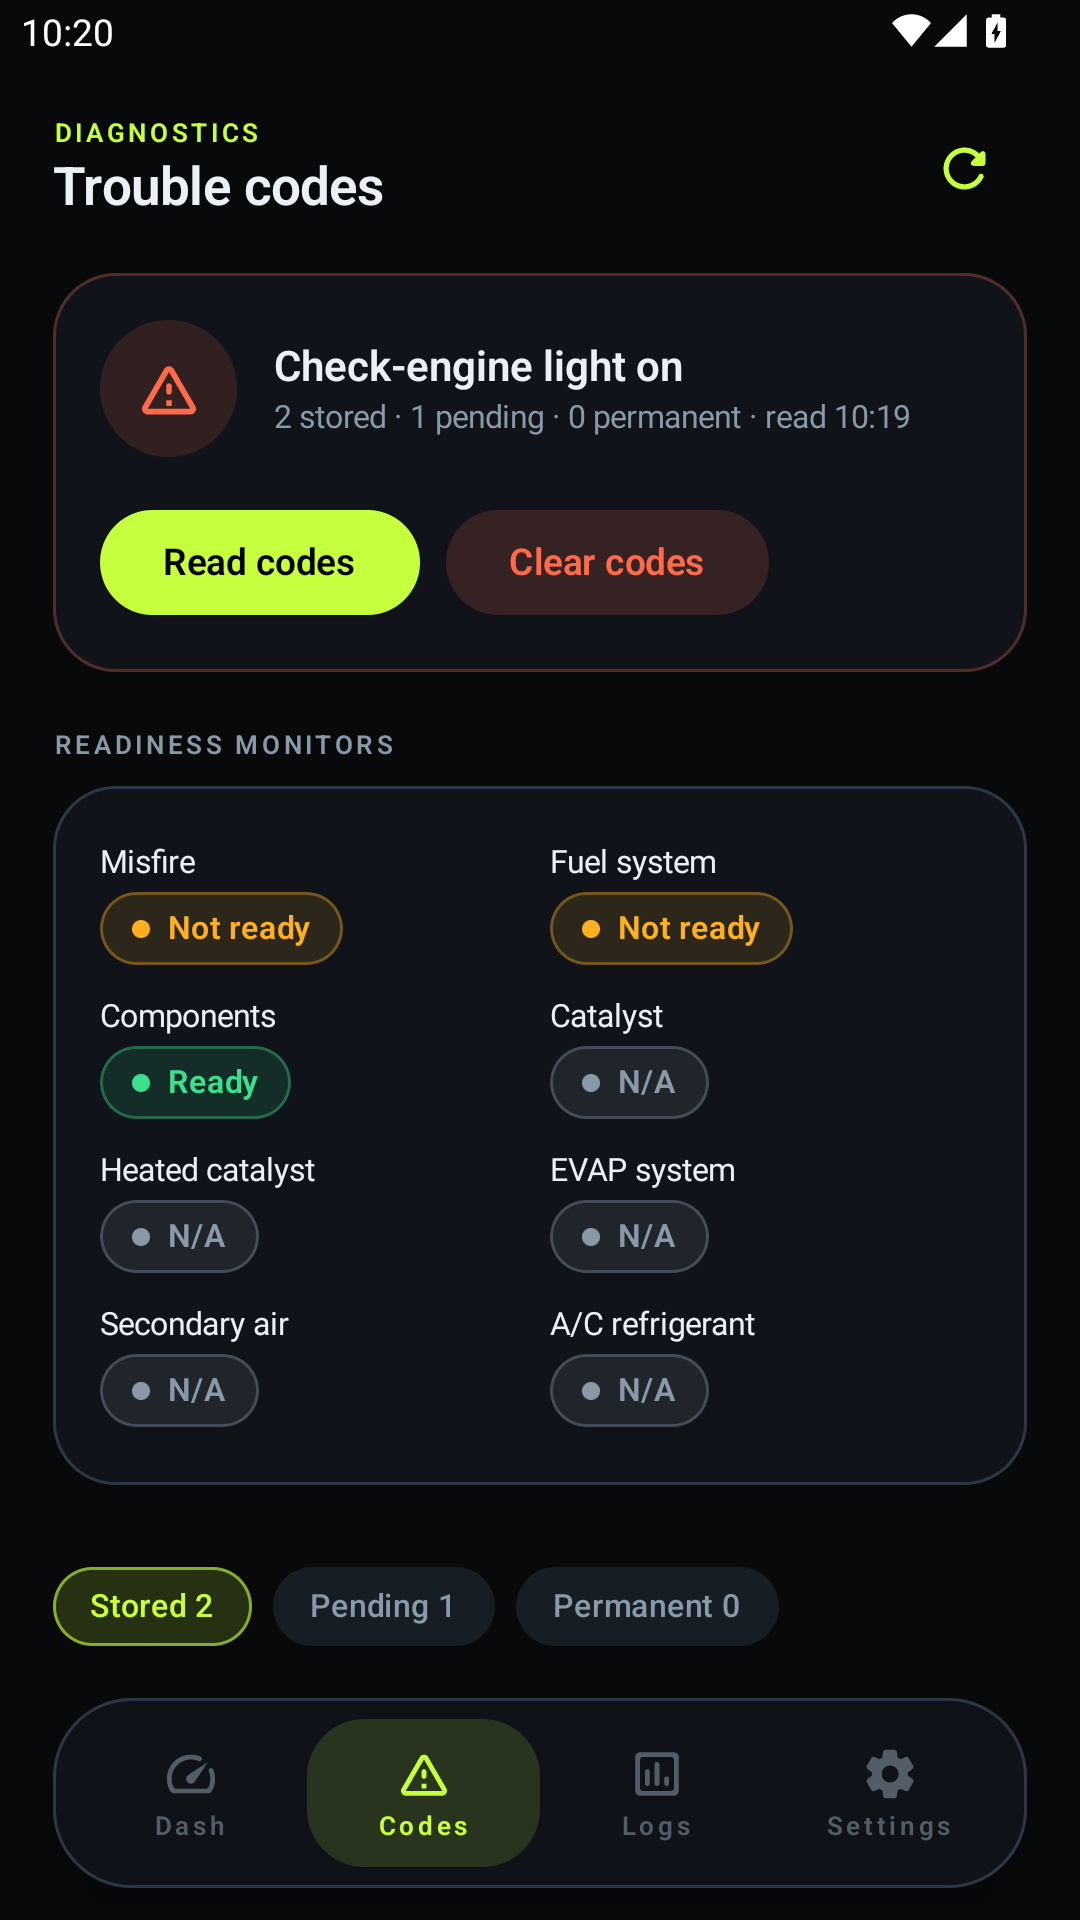 10:20
DIAGNOSTICS
Trouble codes
Check-engine light on
2 stored · 1 pending · 0 permanent · read 10:19
Read codes
Clear codes
READINESS MONITORS
Misfire
Fuel system
Not ready
Not ready
Components
Catalyst
Ready
N/A
Heated catalyst
EVAP system
N/A
N/A
Secondary air
A/C refrigerant
N/A
N/A
Stored 2
Pending 1
Permanent 0
Dash
Codes
Logs
Settings